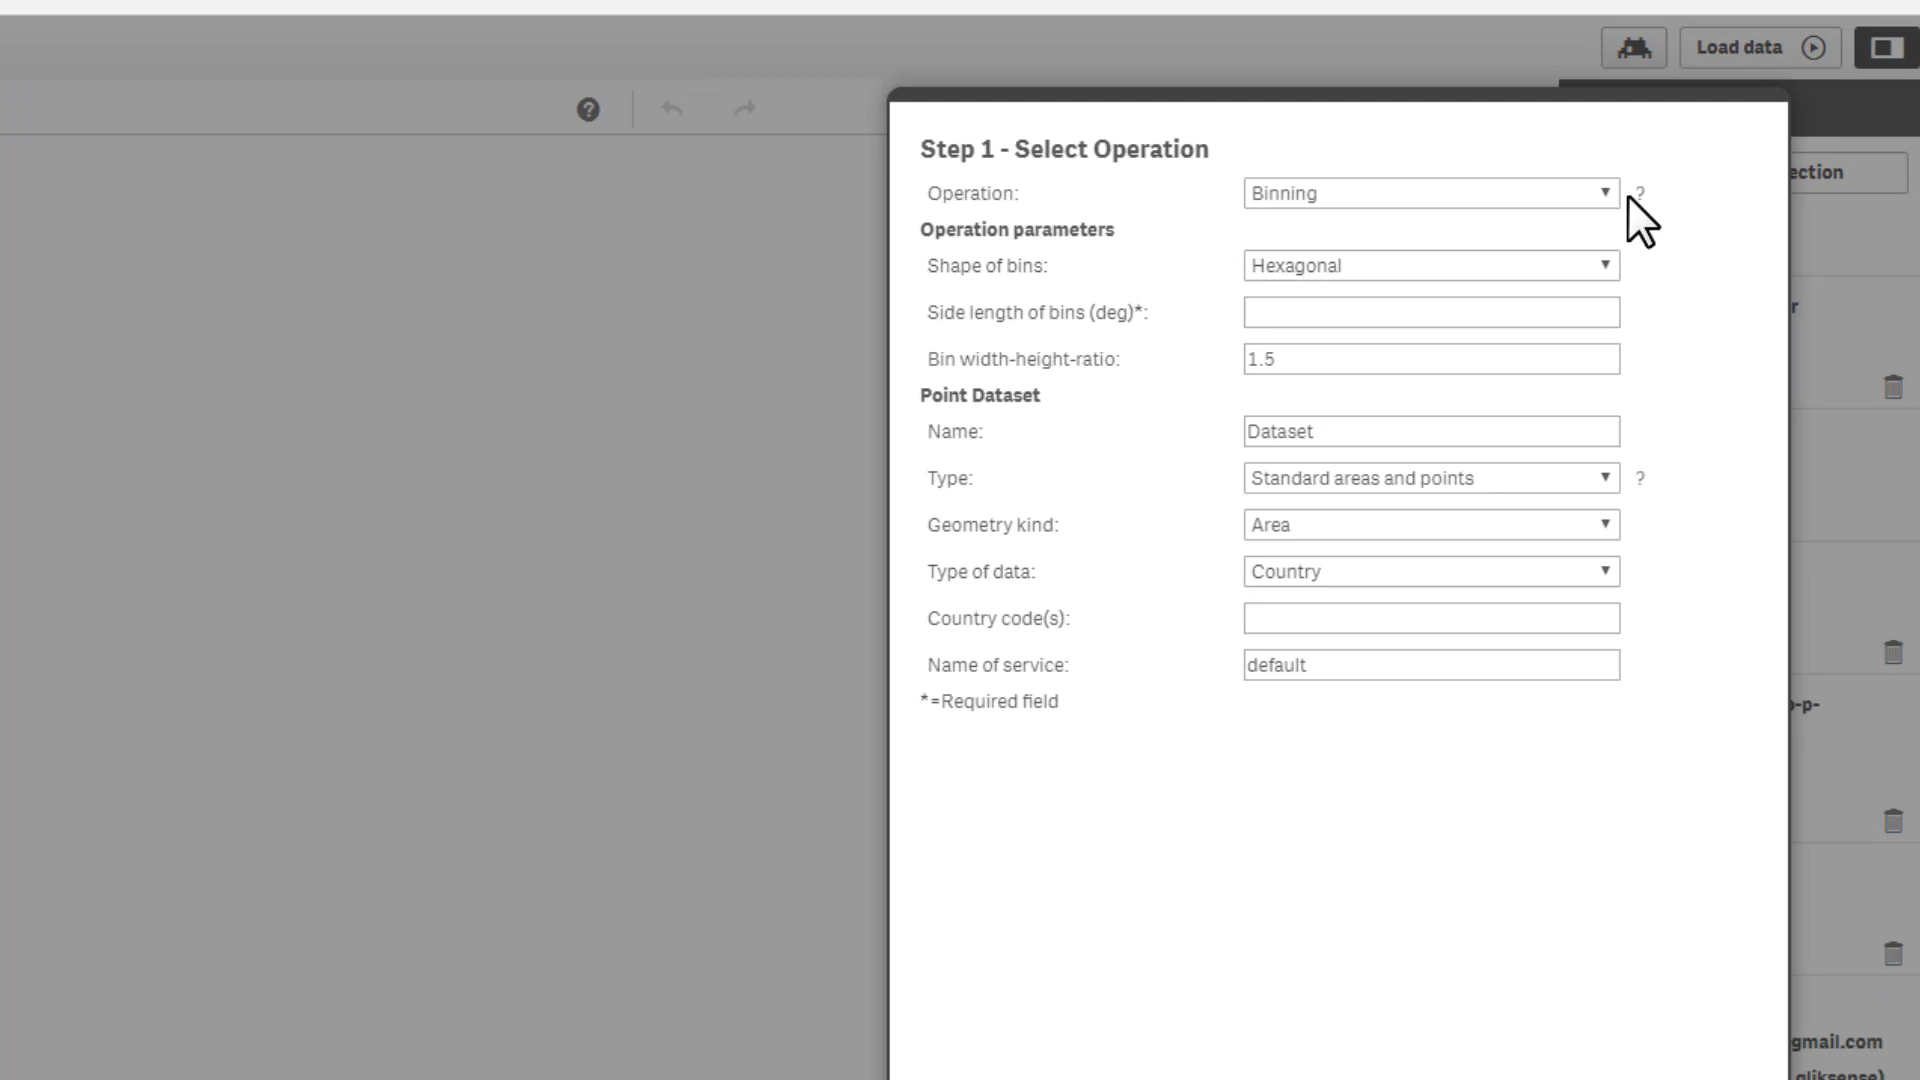 Load data
Step 1 - Select Operation
Operation: Binning ?
Operation parameters
Shape of bins: Hexagonal
Side length of bins (deg)*:
Bin width-height-ratio: 1.5
Point Dataset
Name: Dataset
Type: Standard areas and points ?
Geometry kind: Area
Type of data: Country
Country code(s):
Name of service: default
*=Required field
ection
r
-p-
gmail.com
qliksense)